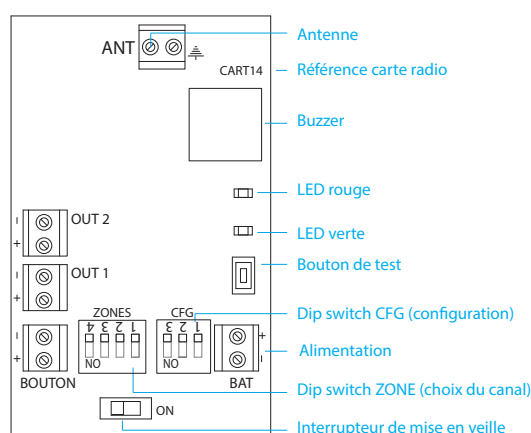 Antenne
ANT
CART14
Référence carte radio
Buzzer
LED rouge
OUT 2
- +
LED verte
Bouton de test
OUT 1
- +
ZONES
CFG
Dip switch CFG (configuration)
4 3 2 1
3 2 1
NO
NO
- +
+ -
Alimentation
BOUTON
BAT
Dip switch ZONE (choix du canal)
ON
Interrupteur de mise en veille